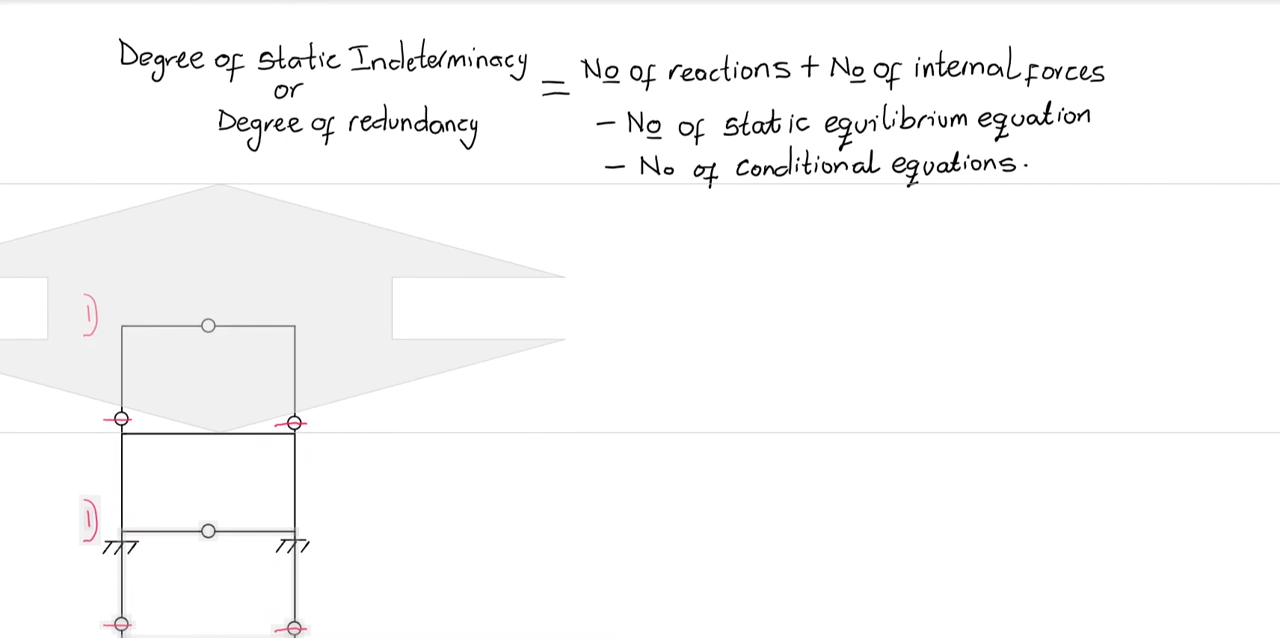 Degree of static Indeterminacy = No of reactions + No of internal forces
or
Degree of redundancy - No of static equilibrium equation
- No of conditional equations.
1)
1)